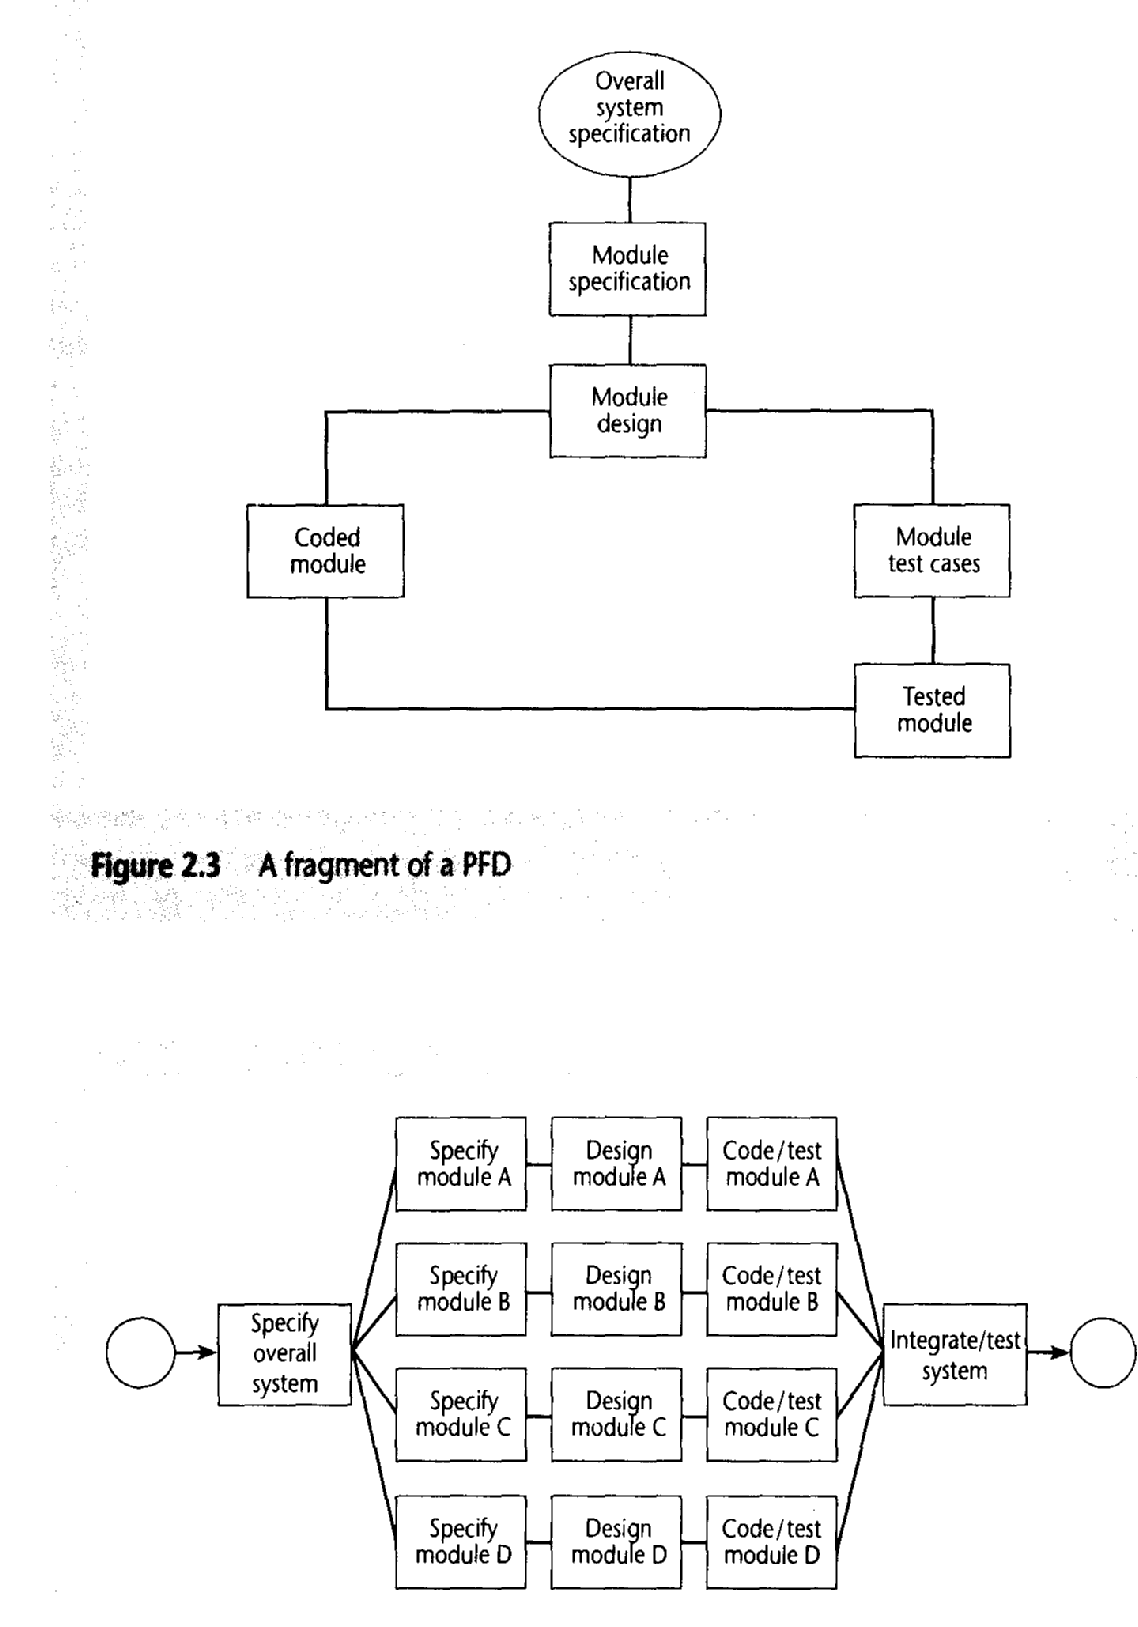 Overall
system
specification
Module
specification
Module
design
Coded
module
Module
test cases
Tested
module
Figure 2.3 A fragment of a PFD
Specify
module A
Design
module A
Code/test
module A
Specify
module B
Design
module B
Code/test
module B
Specify
overall
system
Integrate/test
system
Specify
module C
Design
module C
Code/test
module C
Specify
module D
Design
module D
Code/test
module D